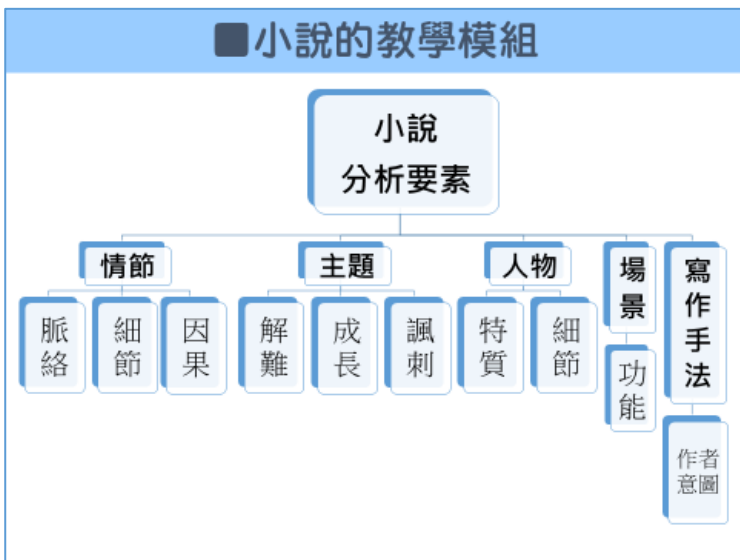 ■小說的教學模組
小說
分析要素
情節
脈絡
細節
因果
主題
解難
成長
諷刺
人物
特質
細節
場景
功能
寫作手法
作者
意圖